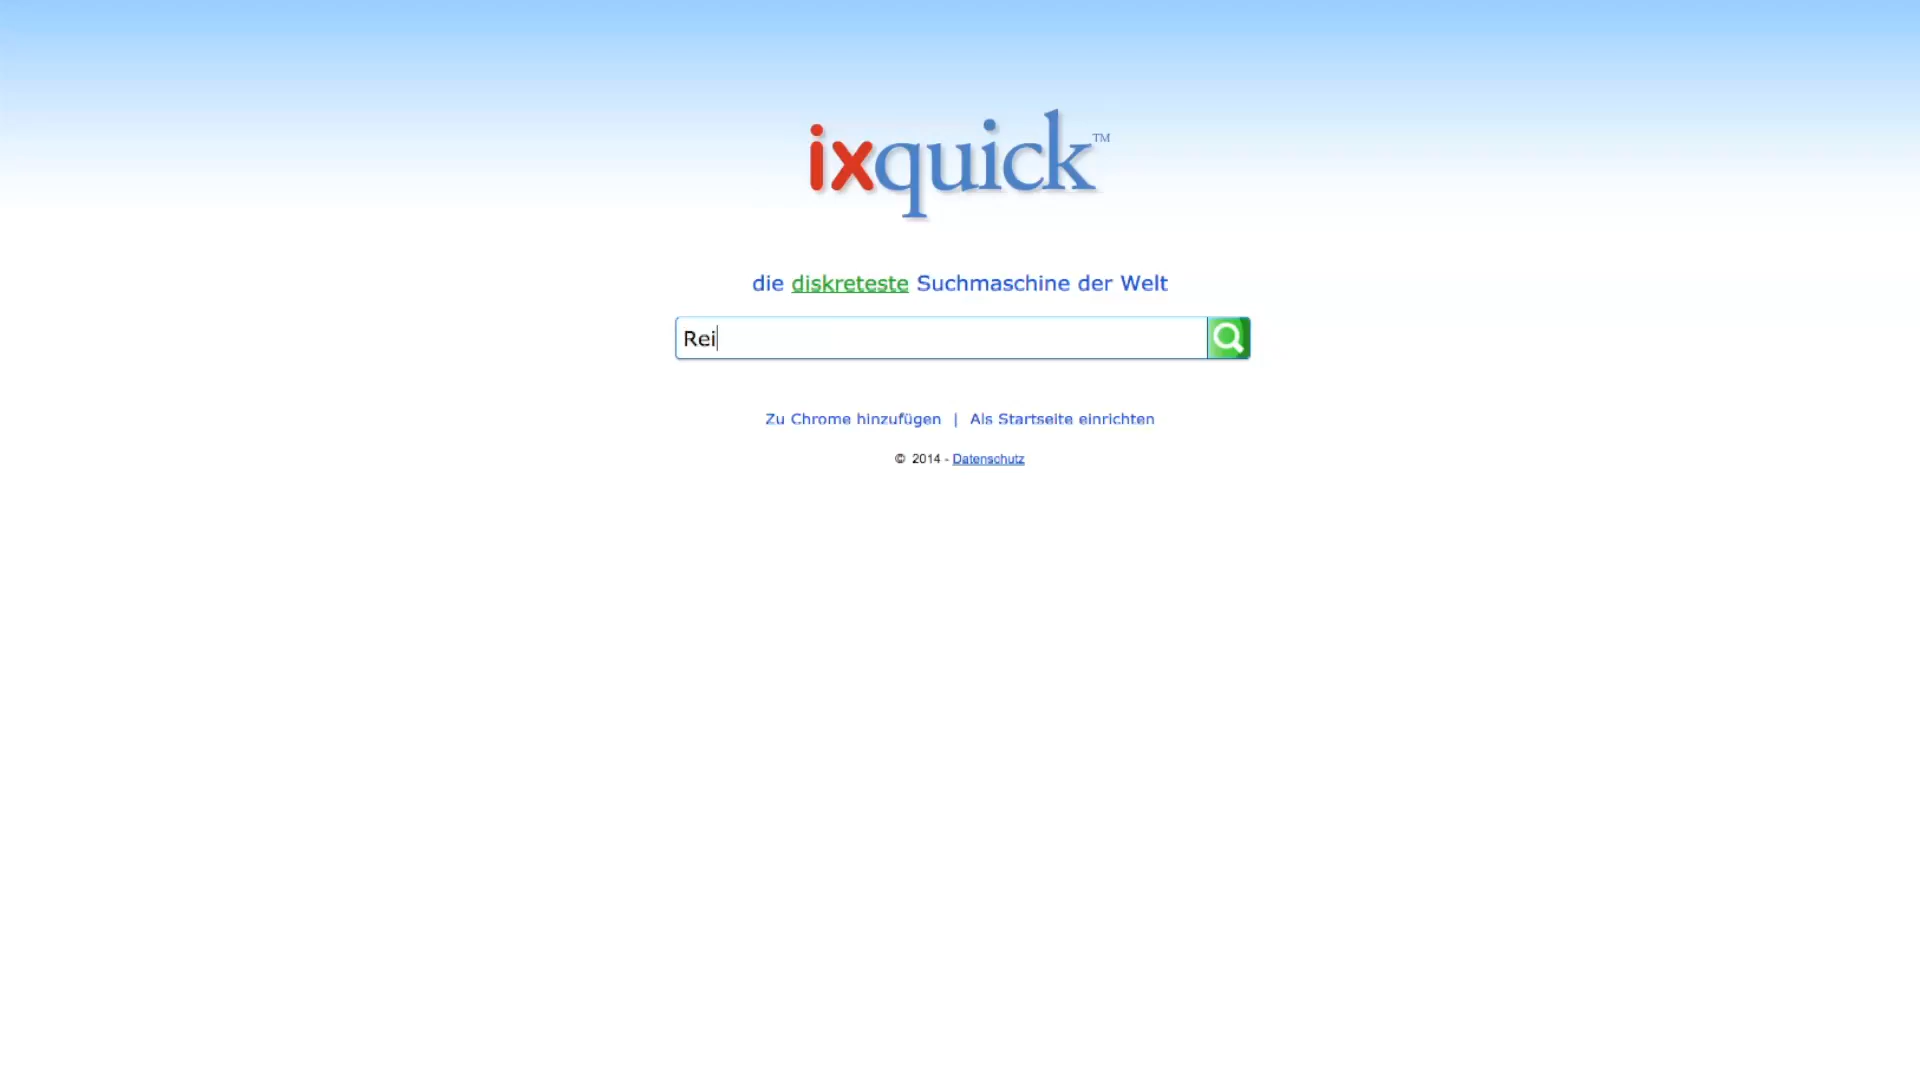 ixquick™
die diskreteste Suchmaschine der Welt
Rei
Zu Chrome hinzufügen | Als Startseite einrichten
© 2014 - Datenschutz